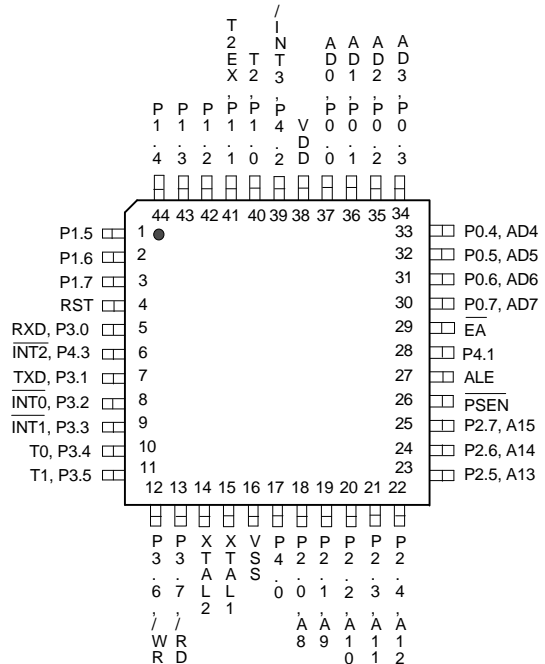 P1.4
P1.3
P1.2
T2EX,P1.1
T2,P1.0
/INT3,P4.2
VDD
AD0,P0.0
AD1,P0.1
AD2,P0.2
AD3,P0.3
44 43 42 41 40 39 38 37 36 35 34
P1.5 1
P1.6 2
P1.7 3
RST 4
RXD, P3.0 5
INT2, P4.3 6
TXD, P3.1 7
INT0, P3.2 8
INT1, P3.3 9
T0, P3.4 10
T1, P3.5 11
33 P0.4, AD4
32 P0.5, AD5
31 P0.6, AD6
30 P0.7, AD7
29 EA
28 P4.1
27 ALE
26 PSEN
25 P2.7, A15
24 P2.6, A14
23 P2.5, A13
12 13 14 15 16 17 18 19 20 21 22
P3.6,/WR
P3.7,/RD
XTAL2
XTAL1
VSS
P4.0
P2.0,A8
P2.1,A9
P2.2,A10
P2.3,A11
P2.4,A12